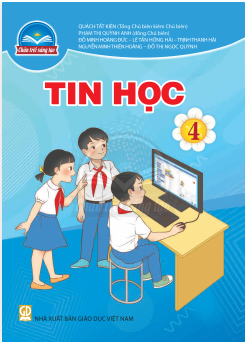 QUÁCH TẤT KIÊN (Tổng Chủ biên kiêm Chủ biên)
PHẠM THỊ QUỲNH ANH (đồng Chủ biên)
ĐỖ MINH HOÀNG ĐỨC – LÊ TẤN HỒNG HẢI – TRỊNH THANH HẢI
NGUYỄN MINH THIÊN HOÀNG – ĐỖ THỊ NGỌC QUỲNH
Chân trời sáng tạo
TIN HỌC
4
NHÀ XUẤT BẢN GIÁO DỤC VIỆT NAM